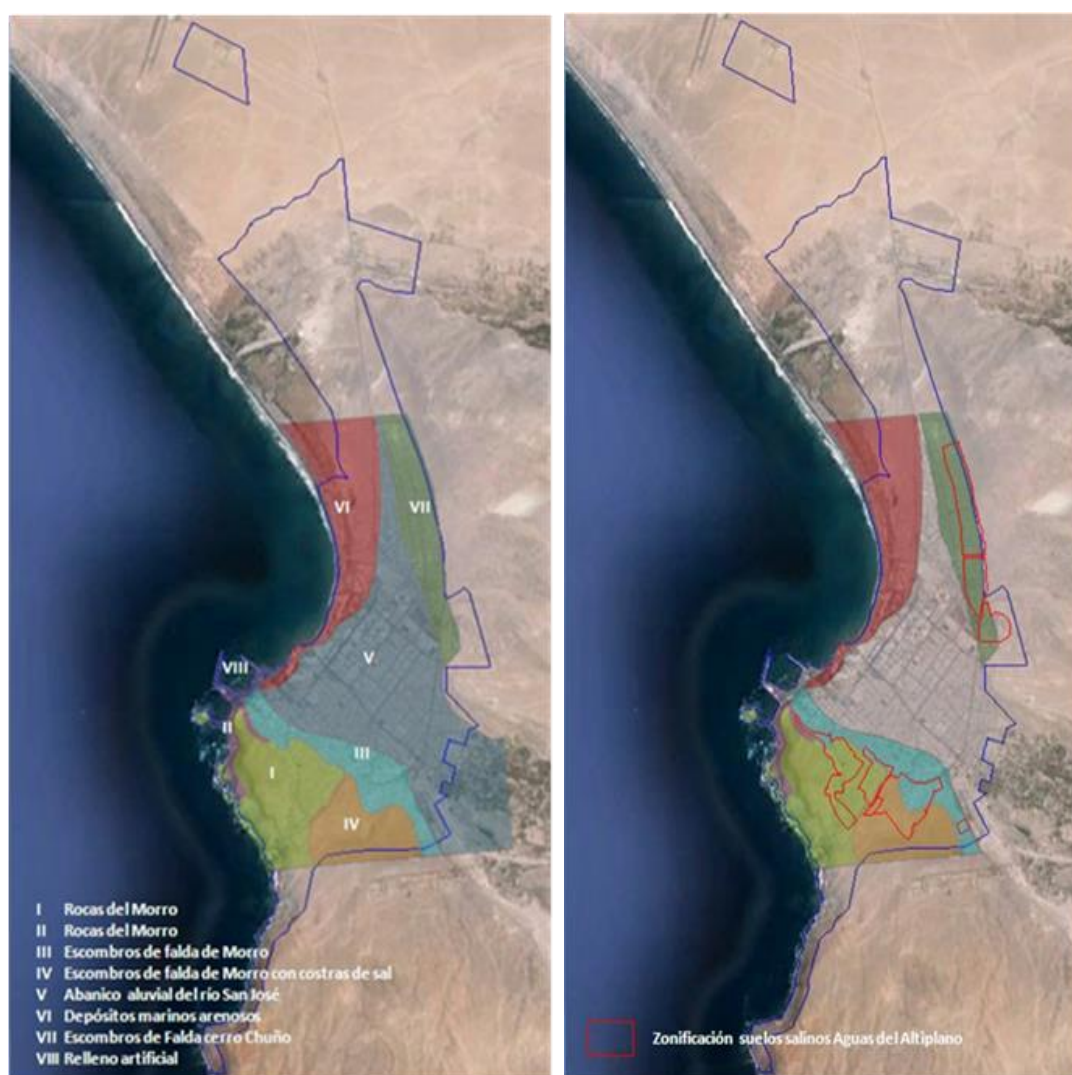 VI
VII
V
VIII
II
III
I
IV
I Rocas del Morro
II Rocas del Morro
III Escombros de falda de Morro
IV Escombros de falda de Morro con costras de sal
V Abanico aluvial del río San José
VI Depósitos marinos arenosos
VII Escombros de Falda cerro Chuño
VIII Relleno artificial
Zonificación suelos salinos Aguas del Altiplano